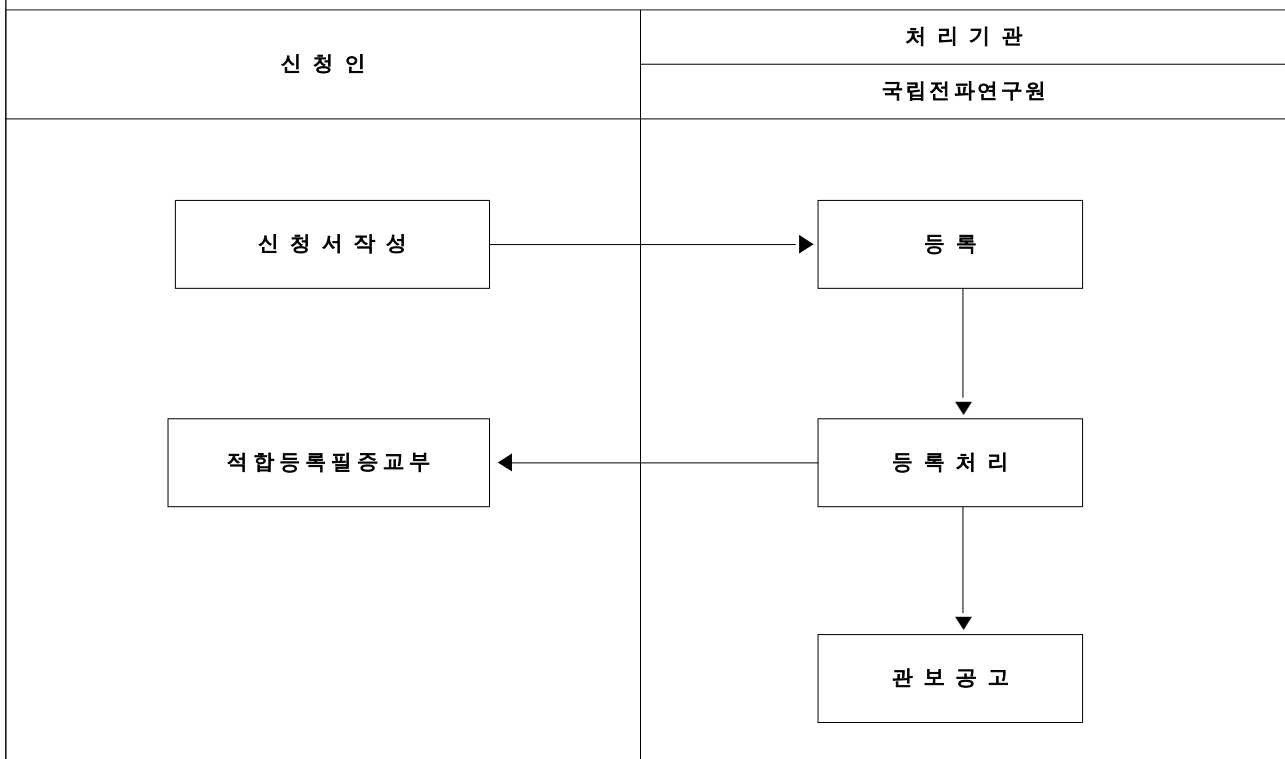 신 청 인
처 리 기 관
국립전파연구원
신 청 서 작 성
등 록
적합등록필증교부
등 록 처 리
관 보 공 고